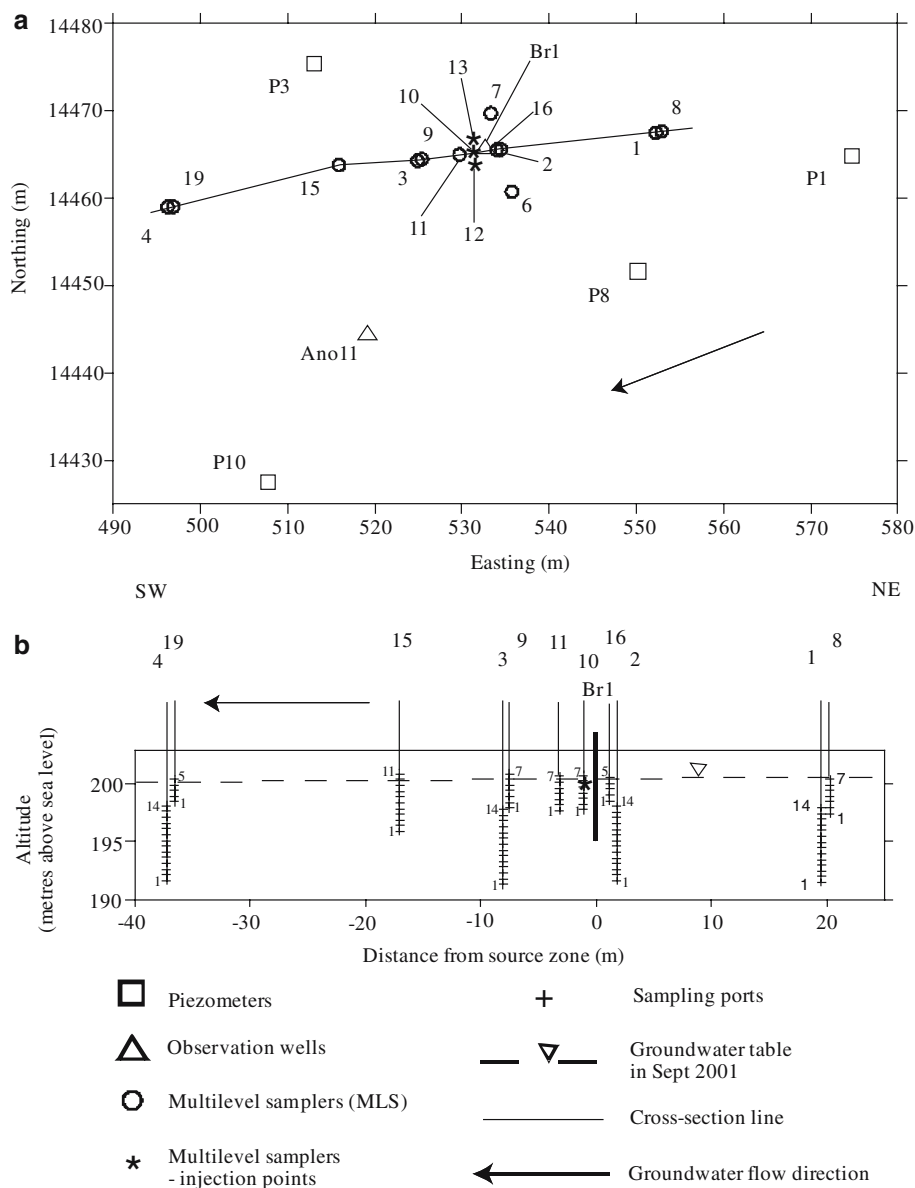 a
14480
14470
14460
14450
14440
14430
Northing (m)
P3
13
Br1
10
7
16
9
8
1
2
19
15
3
4
11
12
6
P1
P8
Ano11
P10
490 500 510 520 530 540 550 560 570 580
Easting (m)
SW NE
b
19 15 9 11 16 8
4 3 10 2 1
Br1
200
195
190
Altitude
(metres above sea level)
5 11 7 7 7 5 7
14 1 14 1 1 1 1 14 14 1
1 1 1 1 1
-40 -30 -20 -10 0 10 20
Distance from source zone (m)
Piezometers
Observation wells
Multilevel samplers (MLS)
Multilevel samplers
- injection points
Sampling ports
Groundwater table
in Sept 2001
Cross-section line
Groundwater flow direction